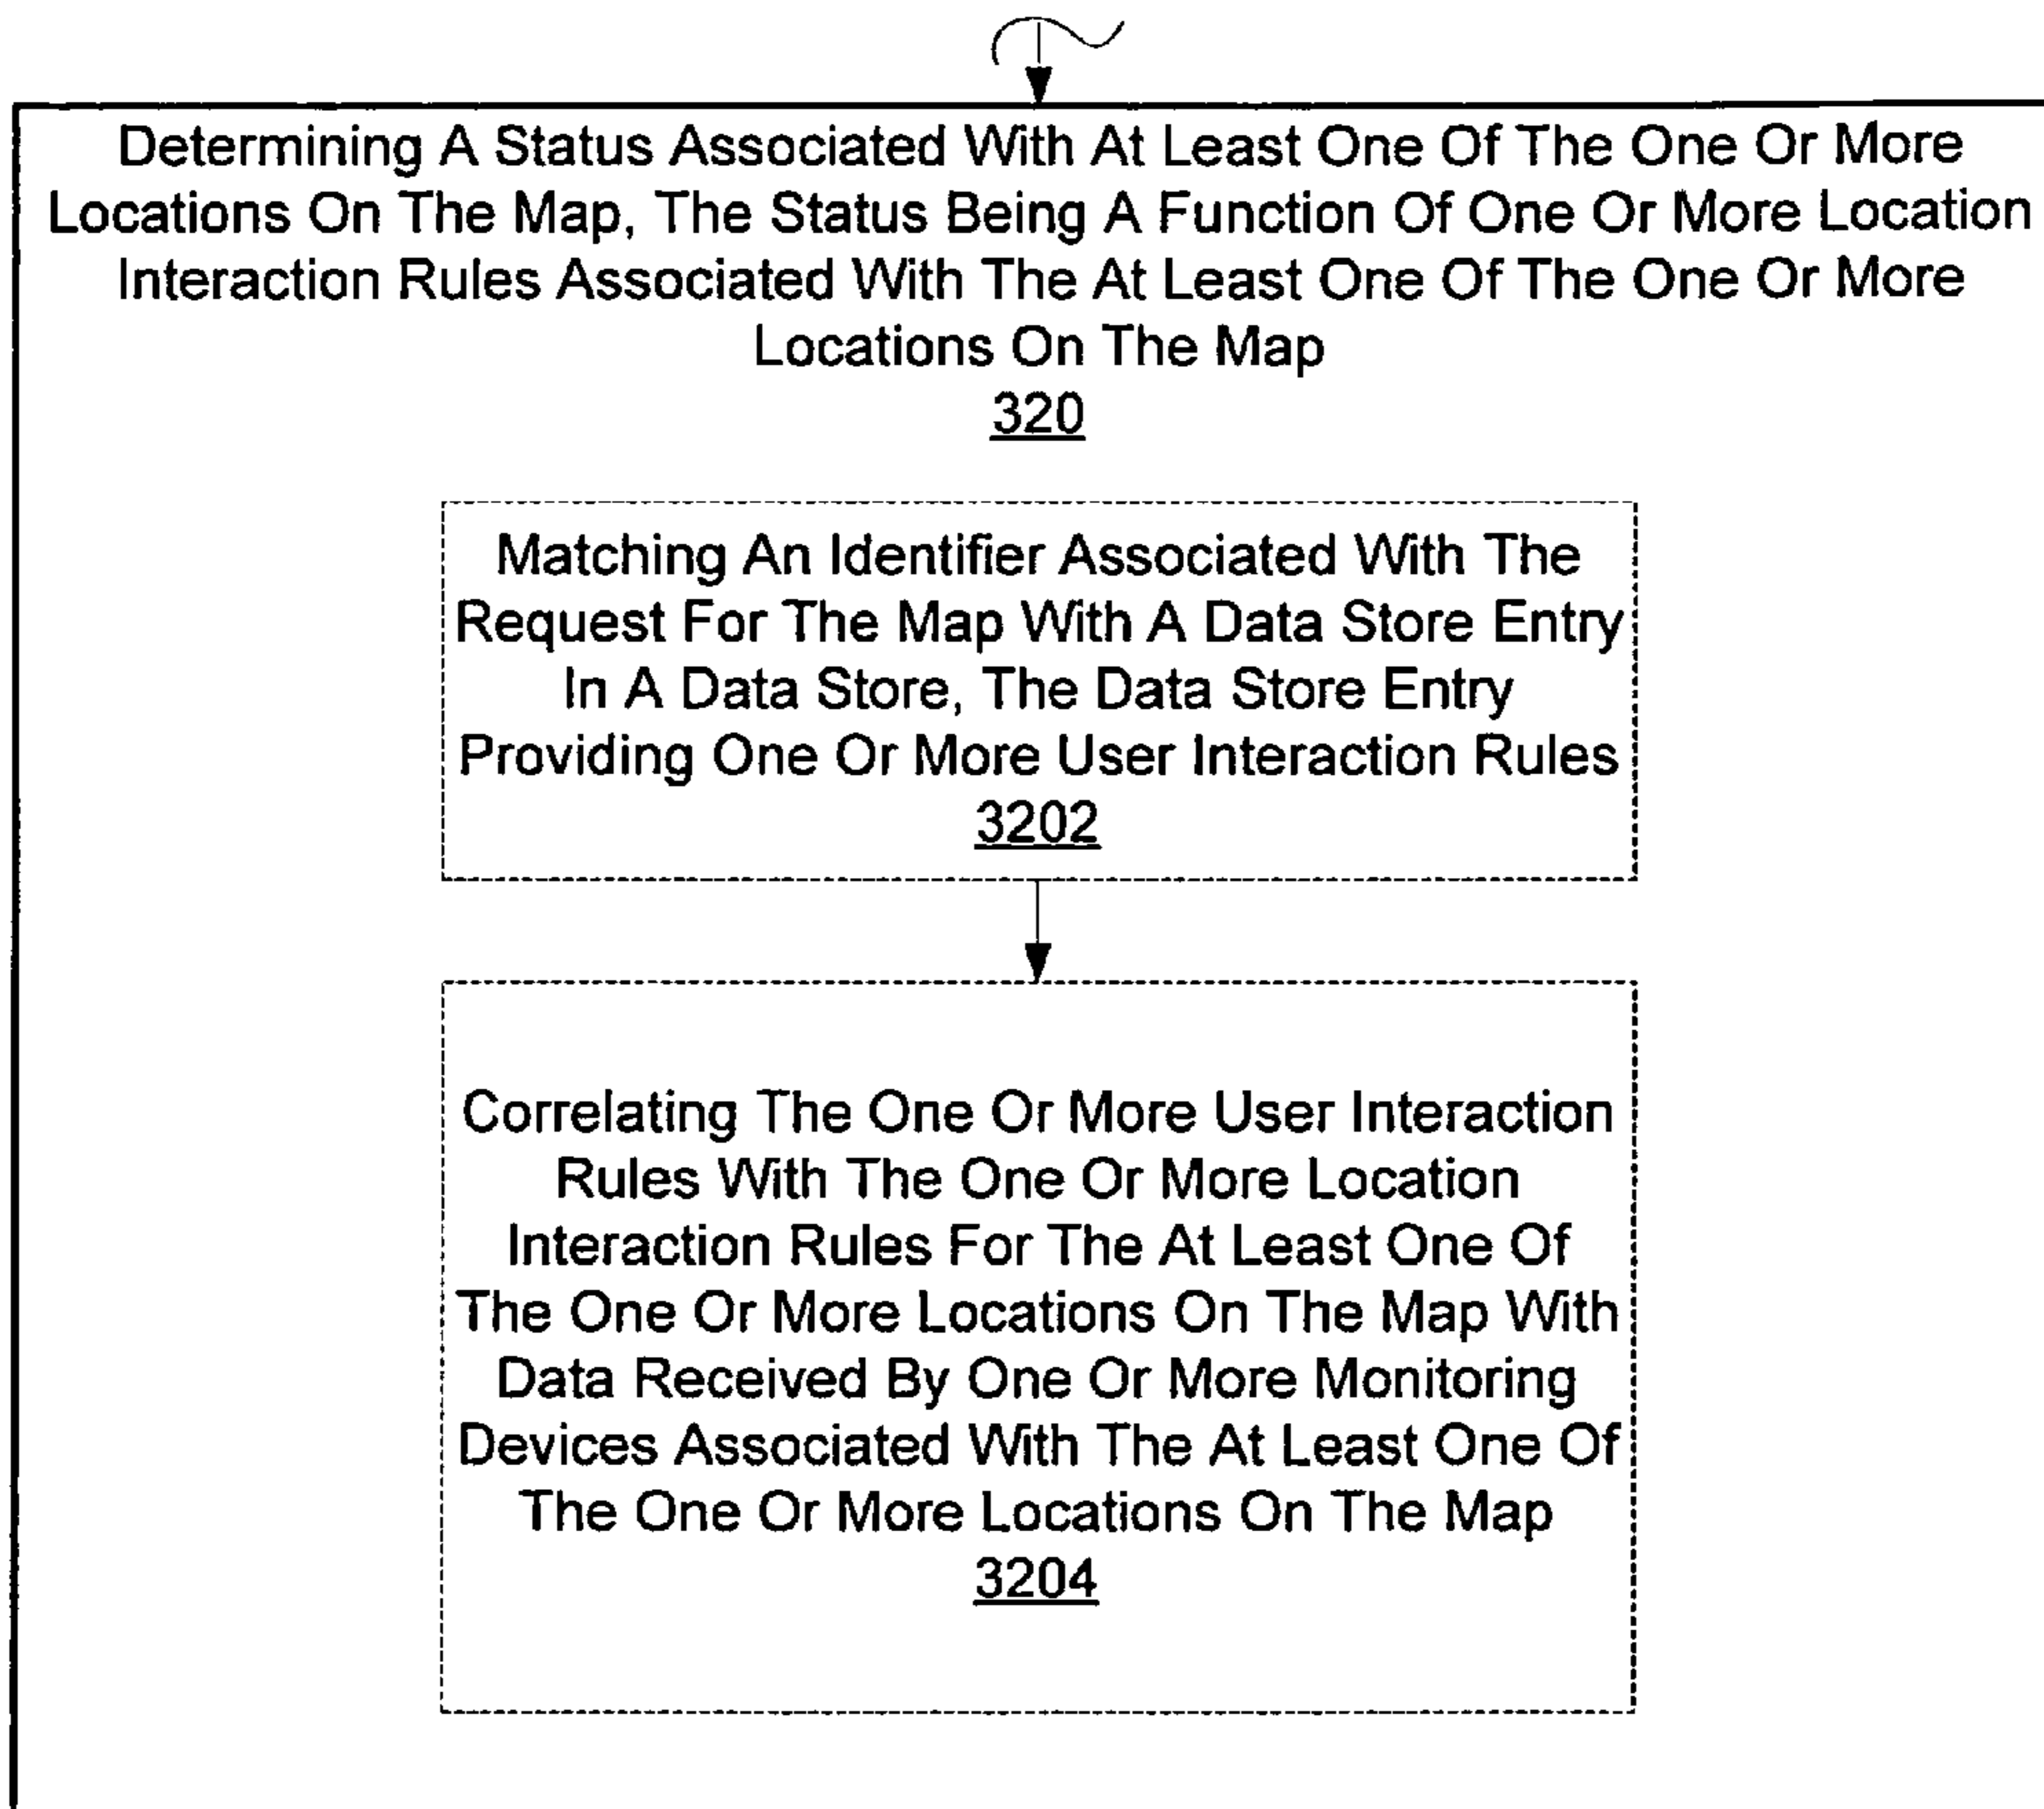 Determining A Status Associated With At Least One Of The One Or More
Locations On The Map, The Status Being A Function Of One Or More Location
Interaction Rules Associated With The At Least One Of The One Or More
Locations On The Map
320
Matching An Identifier Associated With The
Request For The Map With A Data Store Entry
In A Data Store, The Data Store Entry
Providing One Or More User Interaction Rules
3202
Correlating The One Or More User Interaction
Rules With The One Or More Location
Interaction Rules For The At Least One Of
The One Or More Locations On The Map With
Data Received By One Or More Monitoring
Devices Associated With The At Least One Of
The One Or More Locations On The Map
3204